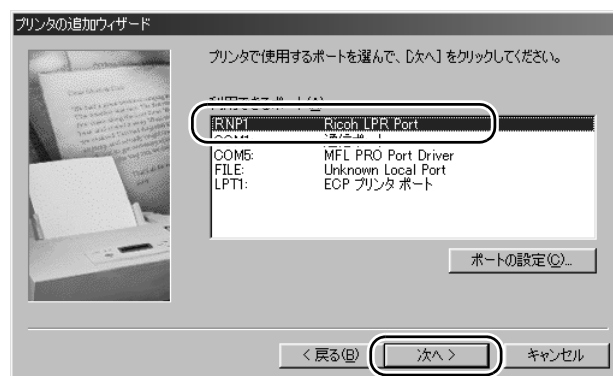 プリンタの追加ウィザード
プリンタで使用するポートを選んで、[次へ] をクリックしてください。
RNP1 Ricoh LPR Port
COM5: MFL PRO Port Driver
FILE: Unknown Local Port
LPT1: ECP プリンタ ポート
ポートの設定(C)...
< 戻る(B)
次へ >
キャンセル